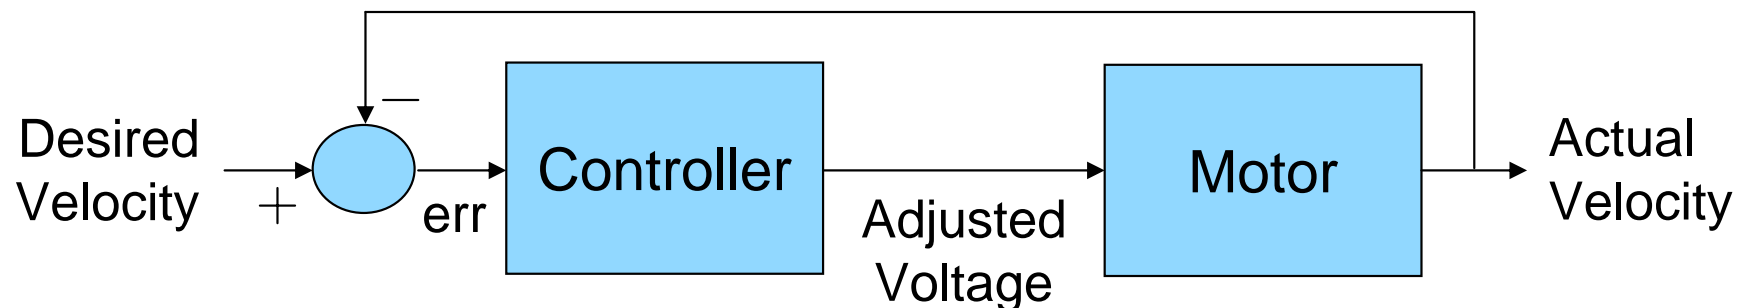 Desired
Velocity
+
—
err
Controller
Adjusted
Voltage
Motor
Actual
Velocity